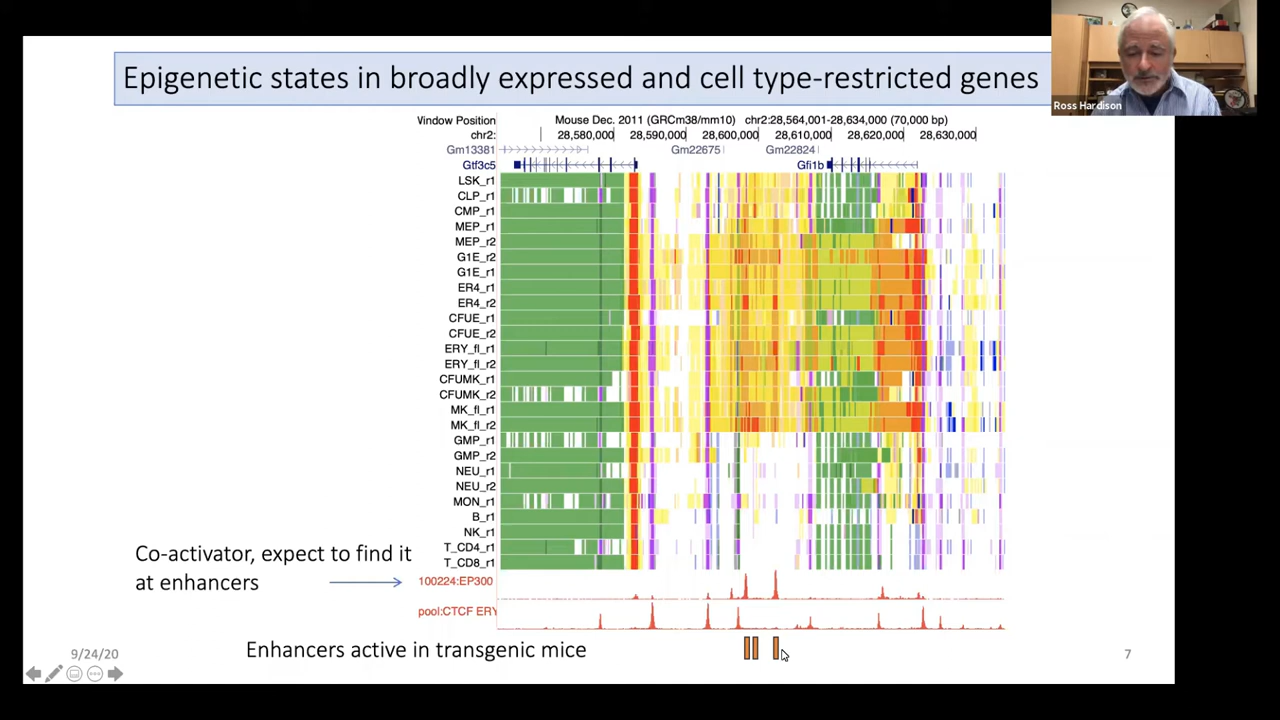 Epigenetic states in broadly expressed and cell type-restricted genes
Ross Hardison
Window Position Mouse Dec. 2011 (GRCm38/mm10) chr2:28,564,001-28,634,000 (70,000 bp)
chr2: 28,580,000 28,590,000 28,600,000 28,610,000 28,620,000 28,630,000
Gm13381 Gm22675 Gm22824
Gtf3c5 Gfi1b
LSK_r1
CLP_r1
CMP_r1
MEP_r1
MEP_r2
G1E_r2
G1E_r1
ER4_r1
ER4_r2
CFUE_r1
CFUE_r2
ERY_fl_r1
ERY_fl_r2
CFUMK_r1
CFUMK_r2
MK_fl_r1
MK_fl_r2
GMP_r1
GMP_r2
NEU_r1
NEU_r2
MON_r1
B_r1
NK_r1
T_CD4_r1
T_CD8_r1
Co-activator, expect to find it
at enhancers
100224:EP300
pool:CTCF ERY
Enhancers active in transgenic mice
9/24/20
7